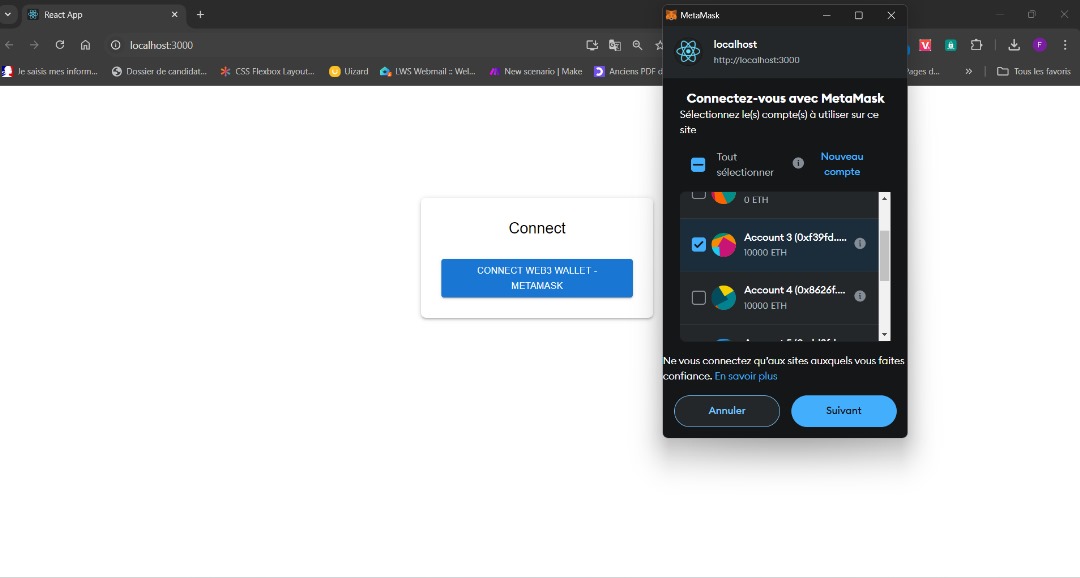 React App
MetaMask
localhost:3000
F
Je saisis mes inform...
Dossier de candidat...
CSS Flexbox Layout...
Uizard
LWS Webmail :: Wel...
New scenario | Make
Anciens PDF d
Pages d...
Tous les favoris
localhost
http://localhost:3000
Connectez-vous avec MetaMask
Sélectionnez le(s) compte(s) à utiliser sur ce
site
Tout
sélectionner
Nouveau
compte
0 ETH
Account 3 (0xf39fd.....
10000 ETH
Account 4 (0x8626f....
10000 ETH
Ne vous connectez qu'aux sites auxquels vous faites
confiance. En savoir plus
Annuler
Suivant
Connect
CONNECT WEB3 WALLET -
METAMASK